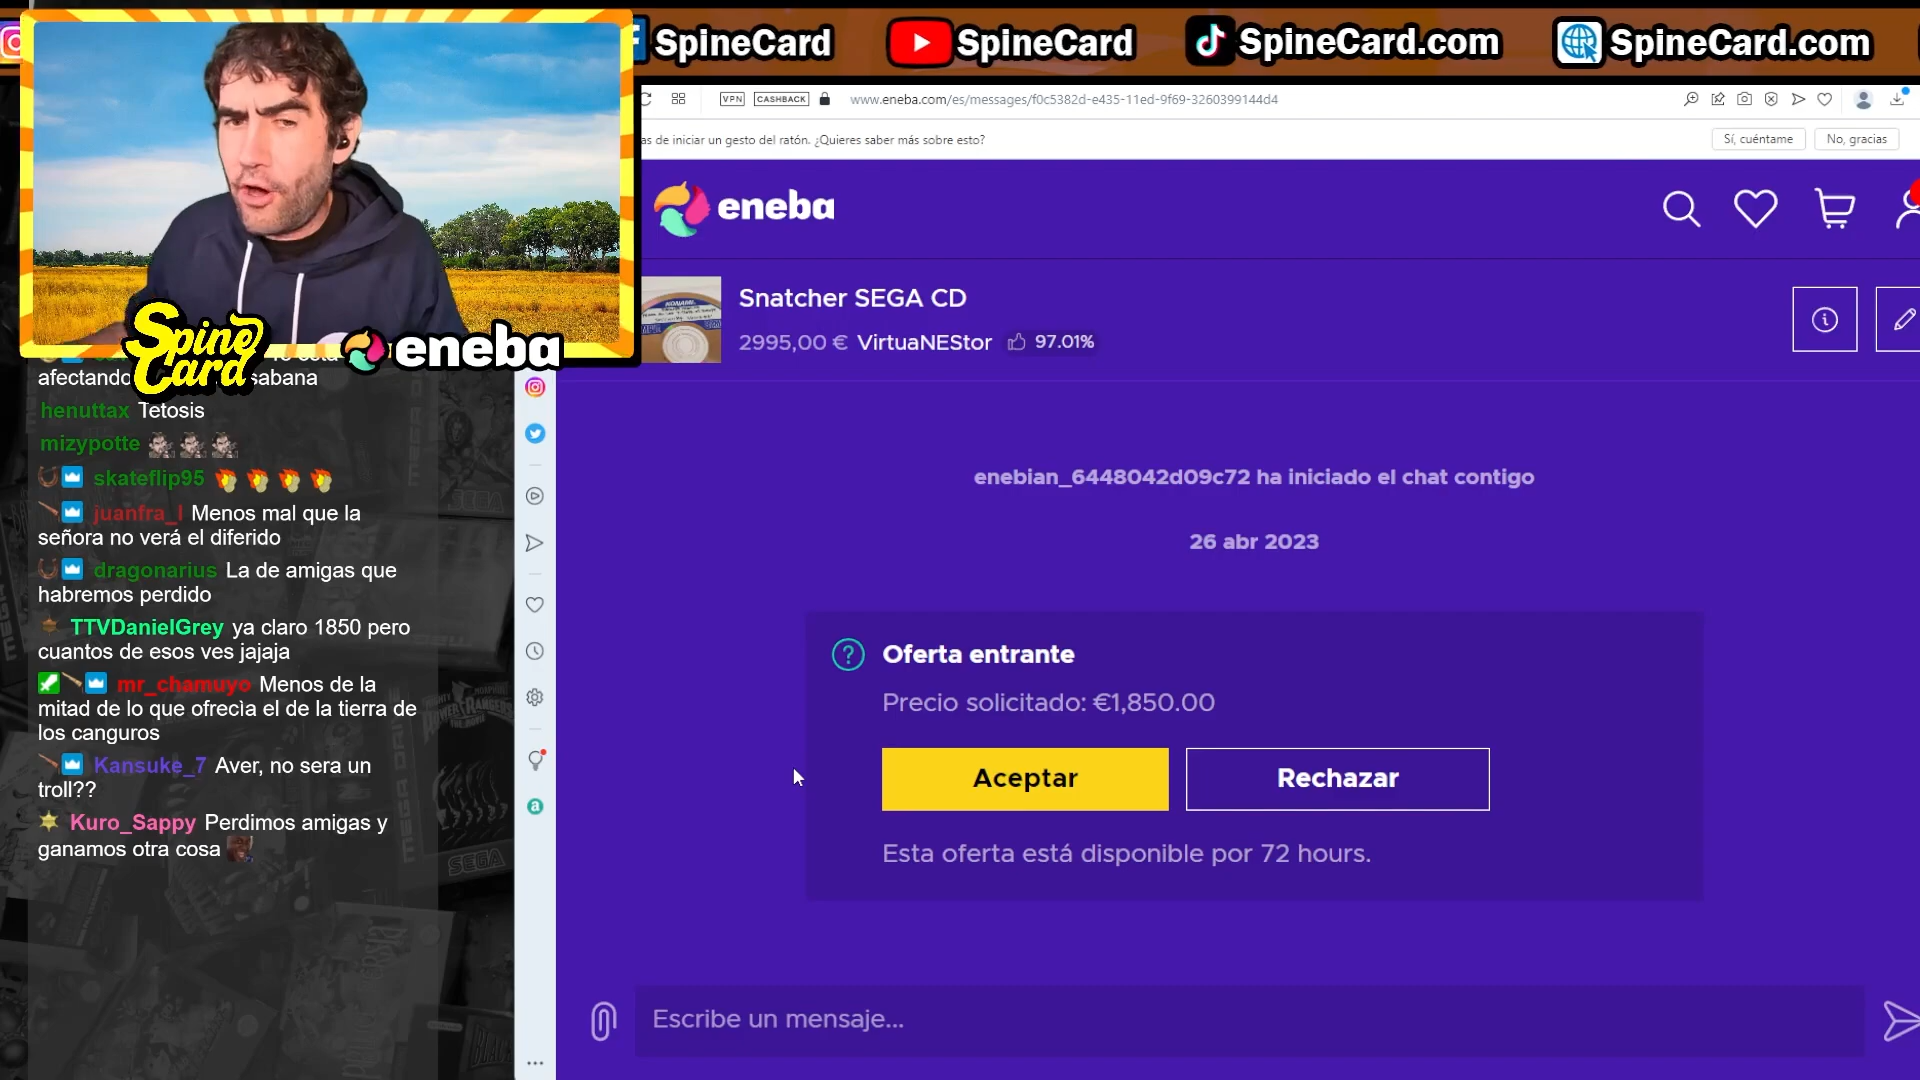 SpineCard
SpineCard
SpineCard.com
SpineCard.com
VPN CASHBACK www.eneba.com/es/messages/f0c5382d-e435-11ed-9f69-3260399144d4
as de iniciar un gesto del ratón. ¿Quieres saber más sobre esto?
Sí, cuéntame
No, gracias
eneba
KONAMI
Snatcher SEGA CD
2995,00 € VirtuaNEStor 97.01%
Spine
Card
eneba
afectando sabana
henuttax Tetosis
mizypotte
skateflip95
juanfra_l Menos mal que la
señora no verá el diferido
dragonarius La de amigas que
habremos perdido
TTVDanielGrey ya claro 1850 pero
cuantos de esos ves jajaja
mr_chamuyo Menos de la
mitad de lo que ofrecìa el de la tierra de
los canguros
Kansuke_7 Aver, no sera un
troll??
Kuro_Sappy Perdimos amigas y
ganamos otra cosa
enebian_6448042d09c72 ha iniciado el chat contigo
26 abr 2023
Oferta entrante
Precio solicitado: €1,850.00
Aceptar
Rechazar
Esta oferta está disponible por 72 hours.
Escribe un mensaje...